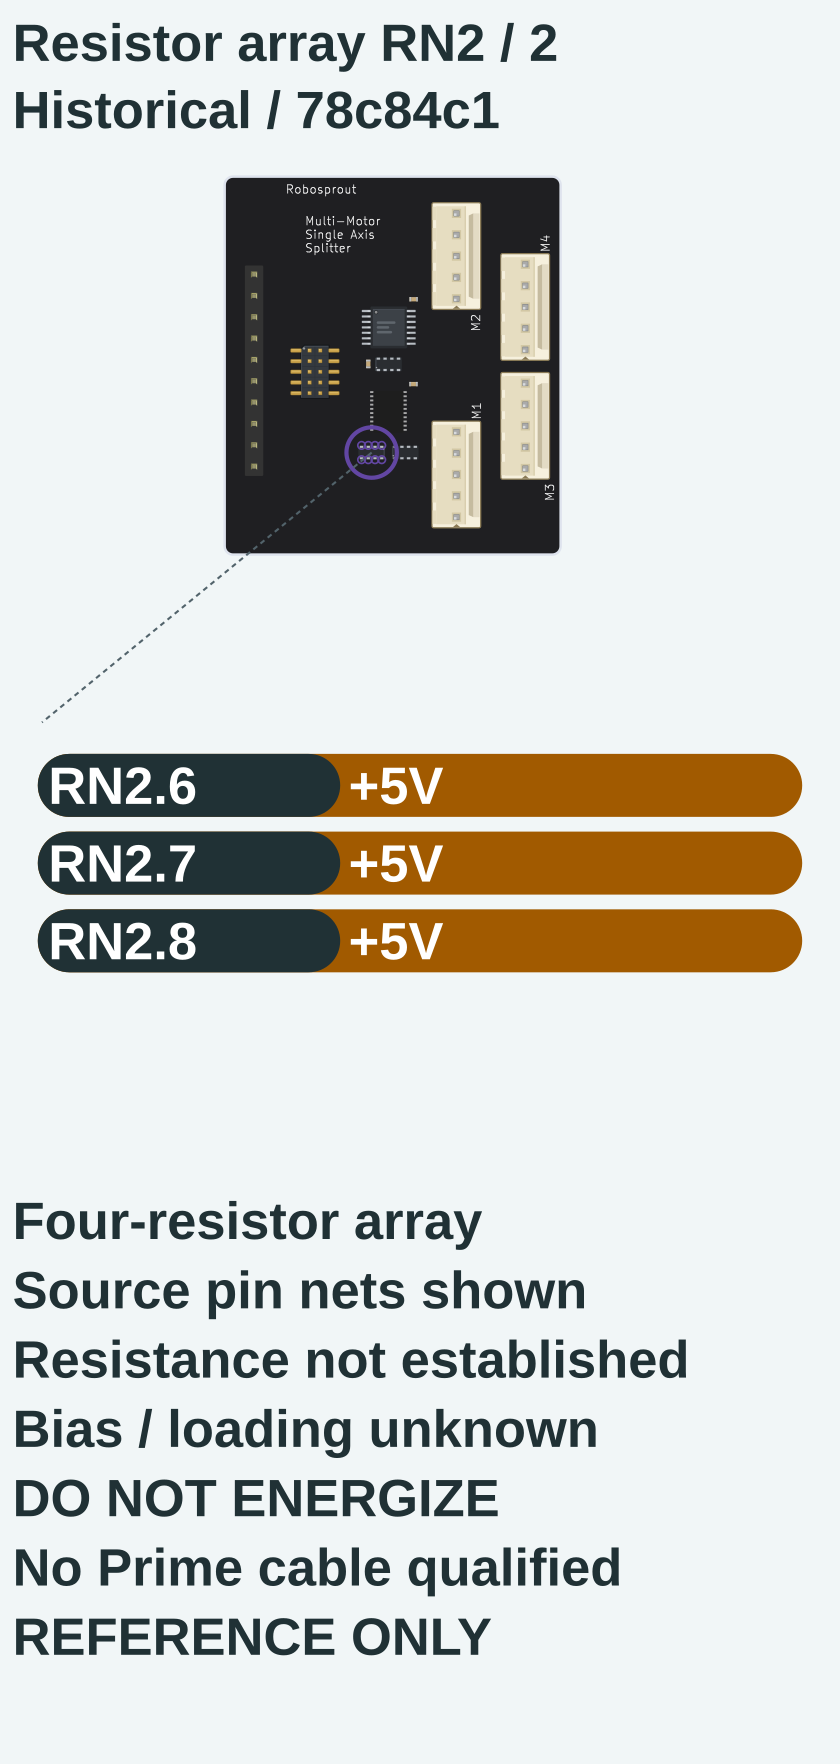 Resistor array RN2 / 2
Historical / 78c84c1
Robosprout
Multi-Motor
Single Axis
Splitter
M4
M2
M1
M3
RN2.6 +5V
RN2.7 +5V
RN2.8 +5V
Four-resistor array
Source pin nets shown
Resistance not established
Bias / loading unknown
DO NOT ENERGIZE
No Prime cable qualified
REFERENCE ONLY